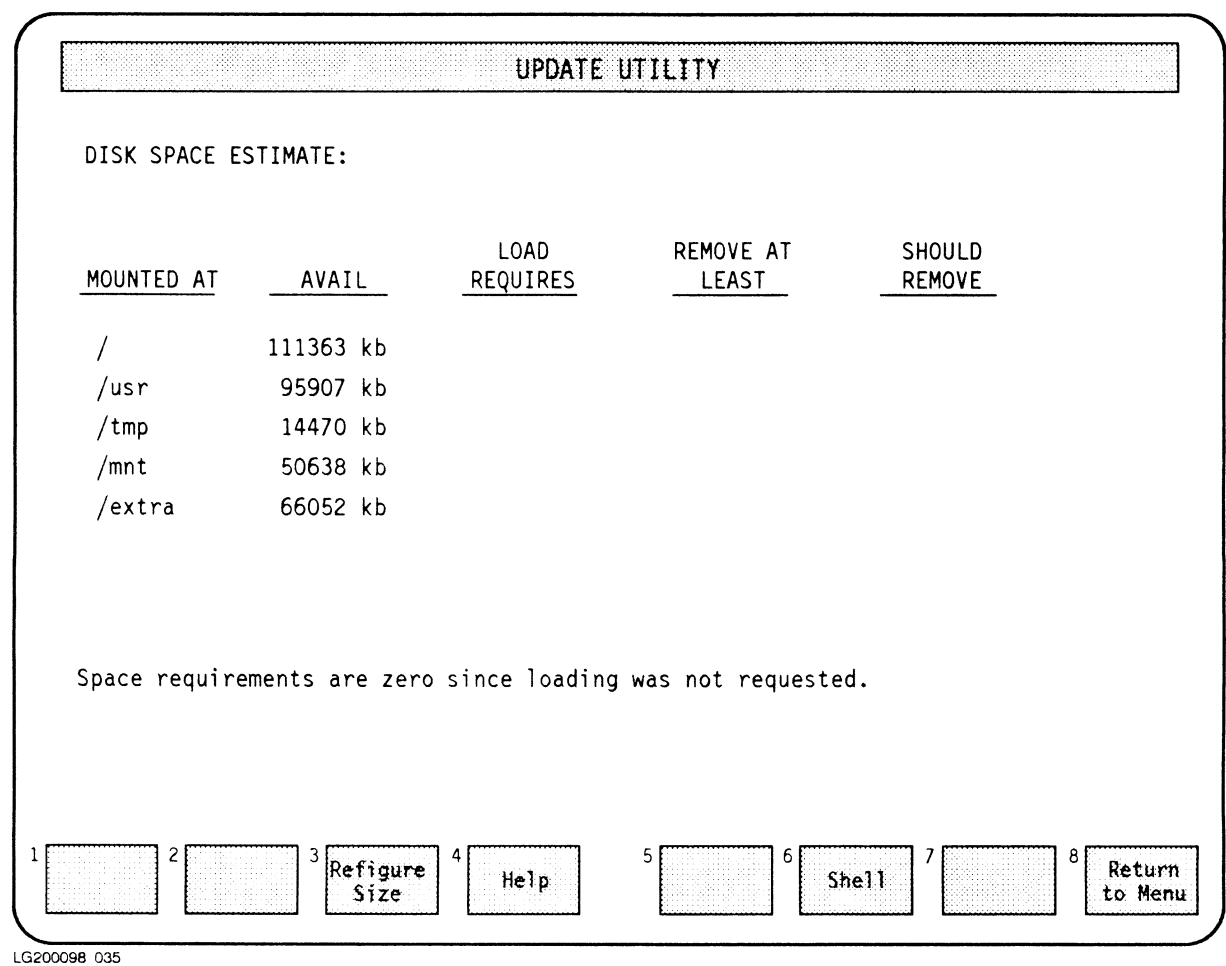 UPDATE UTILITY
DISK SPACE ESTIMATE:
LOAD REMOVE AT SHOULD
MOUNTED AT AVAIL REQUIRES LEAST REMOVE
/ 111363 kb
/usr 95907 kb
/tmp 14470 kb
/mnt 50638 kb
/extra 66052 kb
Space requirements are zero since loading was not requested.
1 2 3 Refigure 4 Help 5 6 Shell 7 8 Return
Size to Menu
LG200098 035